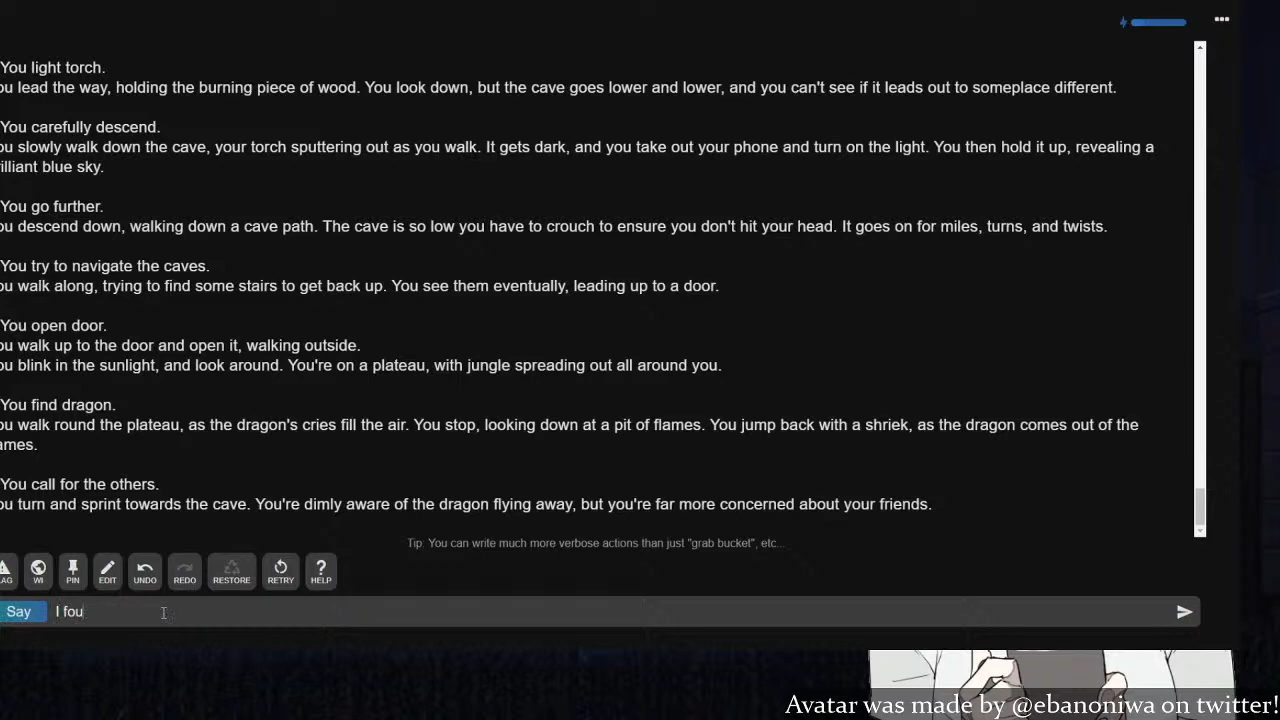 You light torch.
ou lead the way, holding the burning piece of wood. You look down, but the cave goes lower and lower, and you can't see if it leads out to someplace different.
You carefully descend.
ou slowly walk down the cave, your torch sputtering out as you walk. It gets dark, and you take out your phone and turn on the light. You then hold it up, revealing a
rilliant blue sky.
You go further.
ou descend down, walking down a cave path. The cave is so low you have to crouch to ensure you don't hit your head. It goes on for miles, turns, and twists.
You try to navigate the caves.
ou walk along, trying to find some stairs to get back up. You see them eventually, leading up to a door.
You open door.
ou walk up to the door and open it, walking outside.
ou blink in the sunlight, and look around. You're on a plateau, with jungle spreading out all around you.
You find dragon.
ou walk round the plateau, as the dragon's cries fill the air. You stop, looking down at a pit of flames. You jump back with a shriek, as the dragon comes out of the
ames.
You call for the others.
ou turn and sprint towards the cave. You're dimly aware of the dragon flying away, but you're far more concerned about your friends.
Tip: You can write much more verbose actions than just "grab bucket", etc...
LAG WI PIN EDIT UNDO REDO RESTORE RETRY HELP
Say I fou
Avatar was made by @ebanoniwa on twitter!